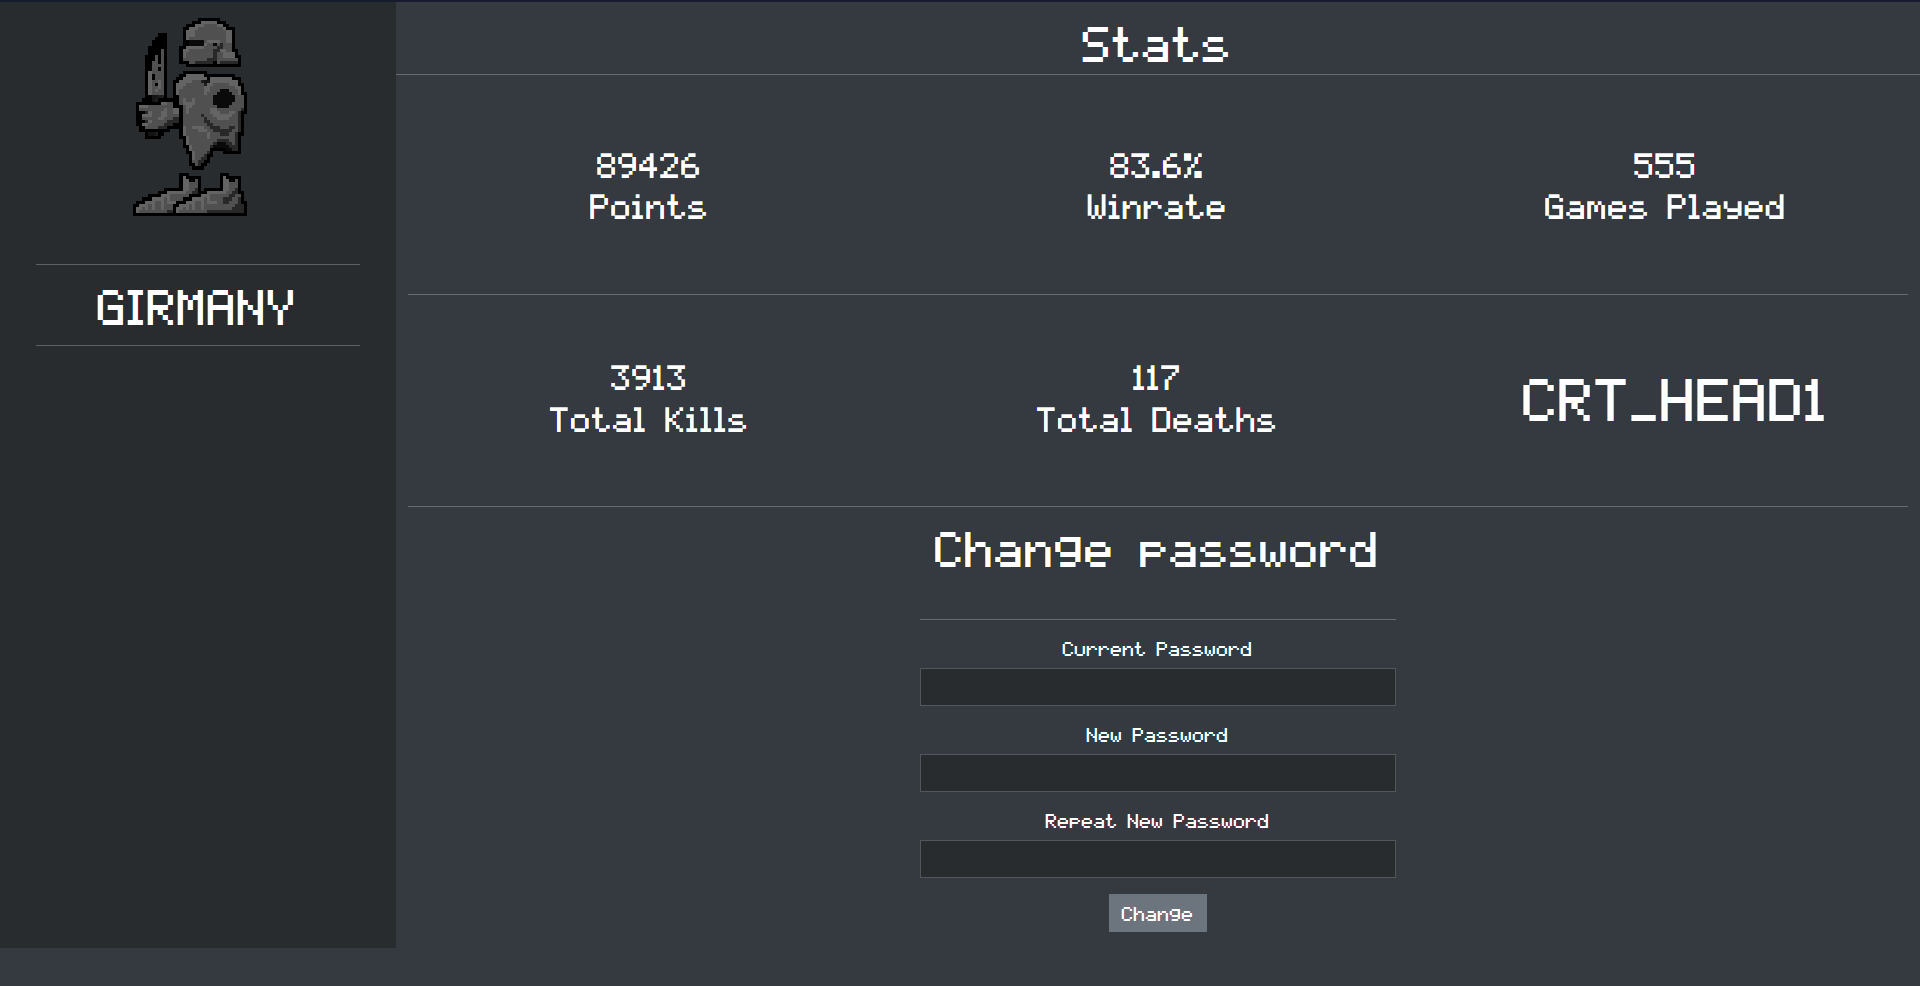 GIRMANY
Stats
89426
Points
83.6%
Winrate
555
Games Played
3913
Total Kills
117
Total Deaths
CRT_HEAD1
Change password
Current Password
New Password
Repeat New Password
Change